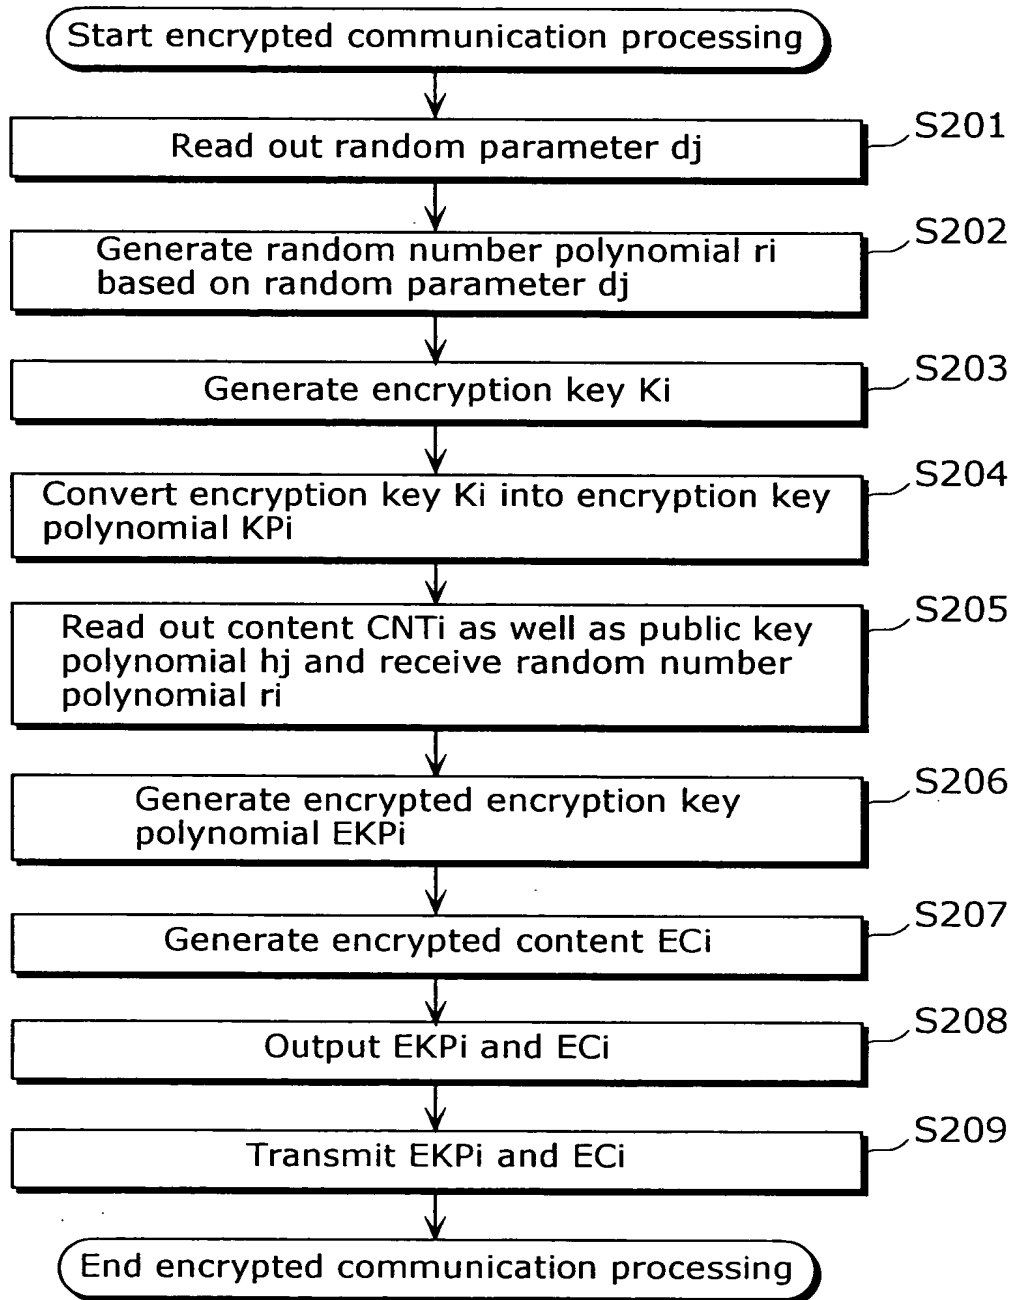 Start encrypted communication processing
S201
Read out random parameter dj
S202
Generate random number polynomial ri
based on random parameter dj
S203
Generate encryption key Ki
S204
Convert encryption key Ki into encryption key
polynomial KPi
S205
Read out content CNTi as well as public key
polynomial hj and receive random number
polynomial ri
S206
Generate encrypted encryption key
polynomial EKPi
S207
Generate encrypted content ECi
S208
Output EKPi and ECi
S209
Transmit EKPi and ECi
End encrypted communication processing